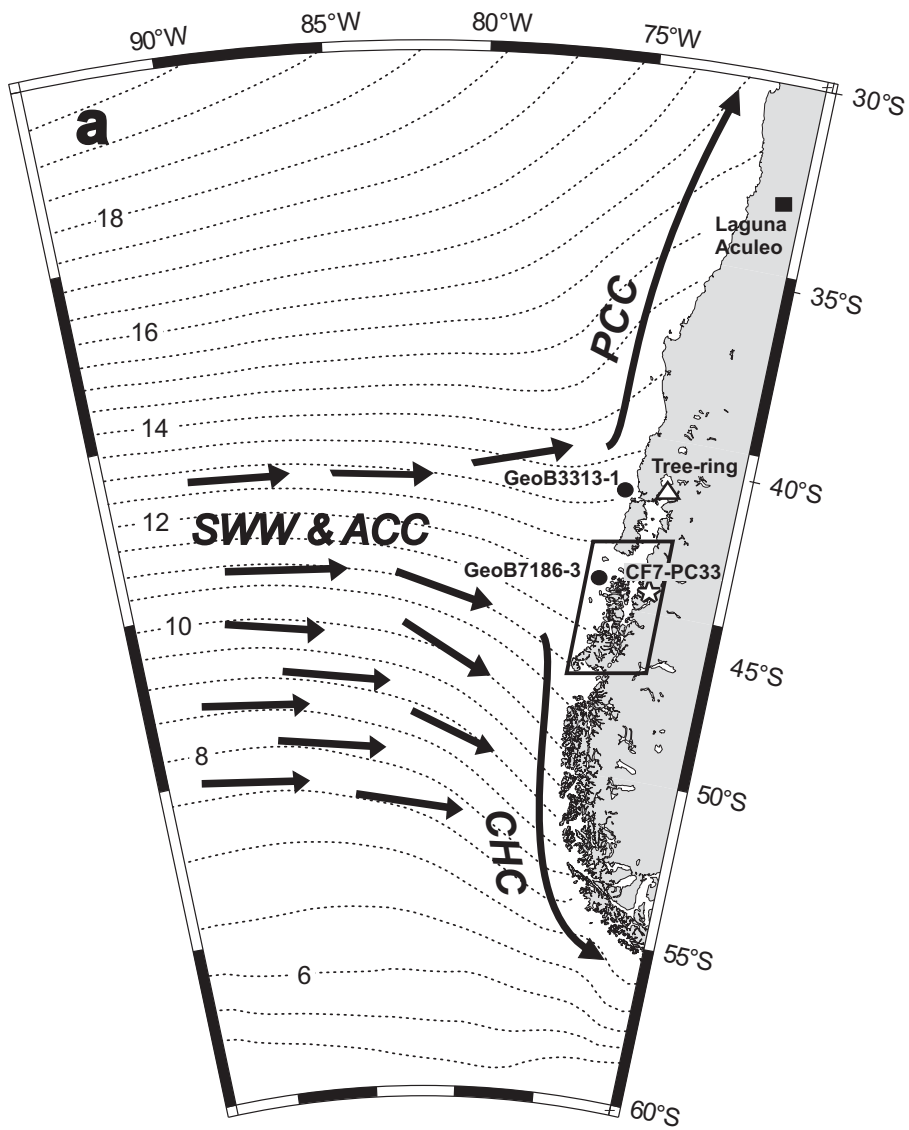 90°W
85°W
80°W
75°W
30°S
a
18
Laguna
Aculeo
35°S
16
PCC
14
Tree-ring
GeoB3313-1
40°S
12
SWW & ACC
GeoB7186-3
CF7-PC33
10
45°S
8
50°S
CHC
55°S
6
60°S